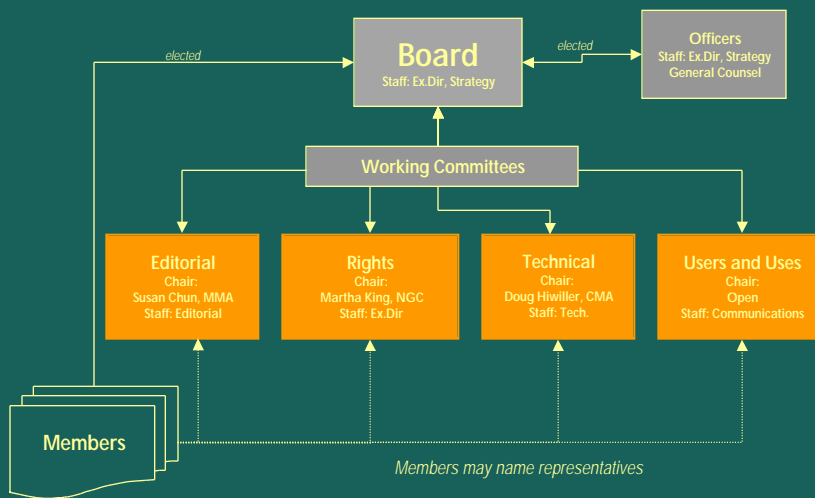 elected
Board
Staff: Ex.Dir, Strategy
elected
Officers
Staff: Ex.Dir, Strategy
General Counsel
Working Committees
Editorial
Chair:
Susan Chun, MMA
Staff: Editorial
Rights
Chair:
Martha King, NGC
Staff: Ex.Dir
Technical
Chair:
Doug Hiwiller, CMA
Staff: Tech.
Users and Uses
Chair:
Open
Staff: Communications
Members
Members may name representatives